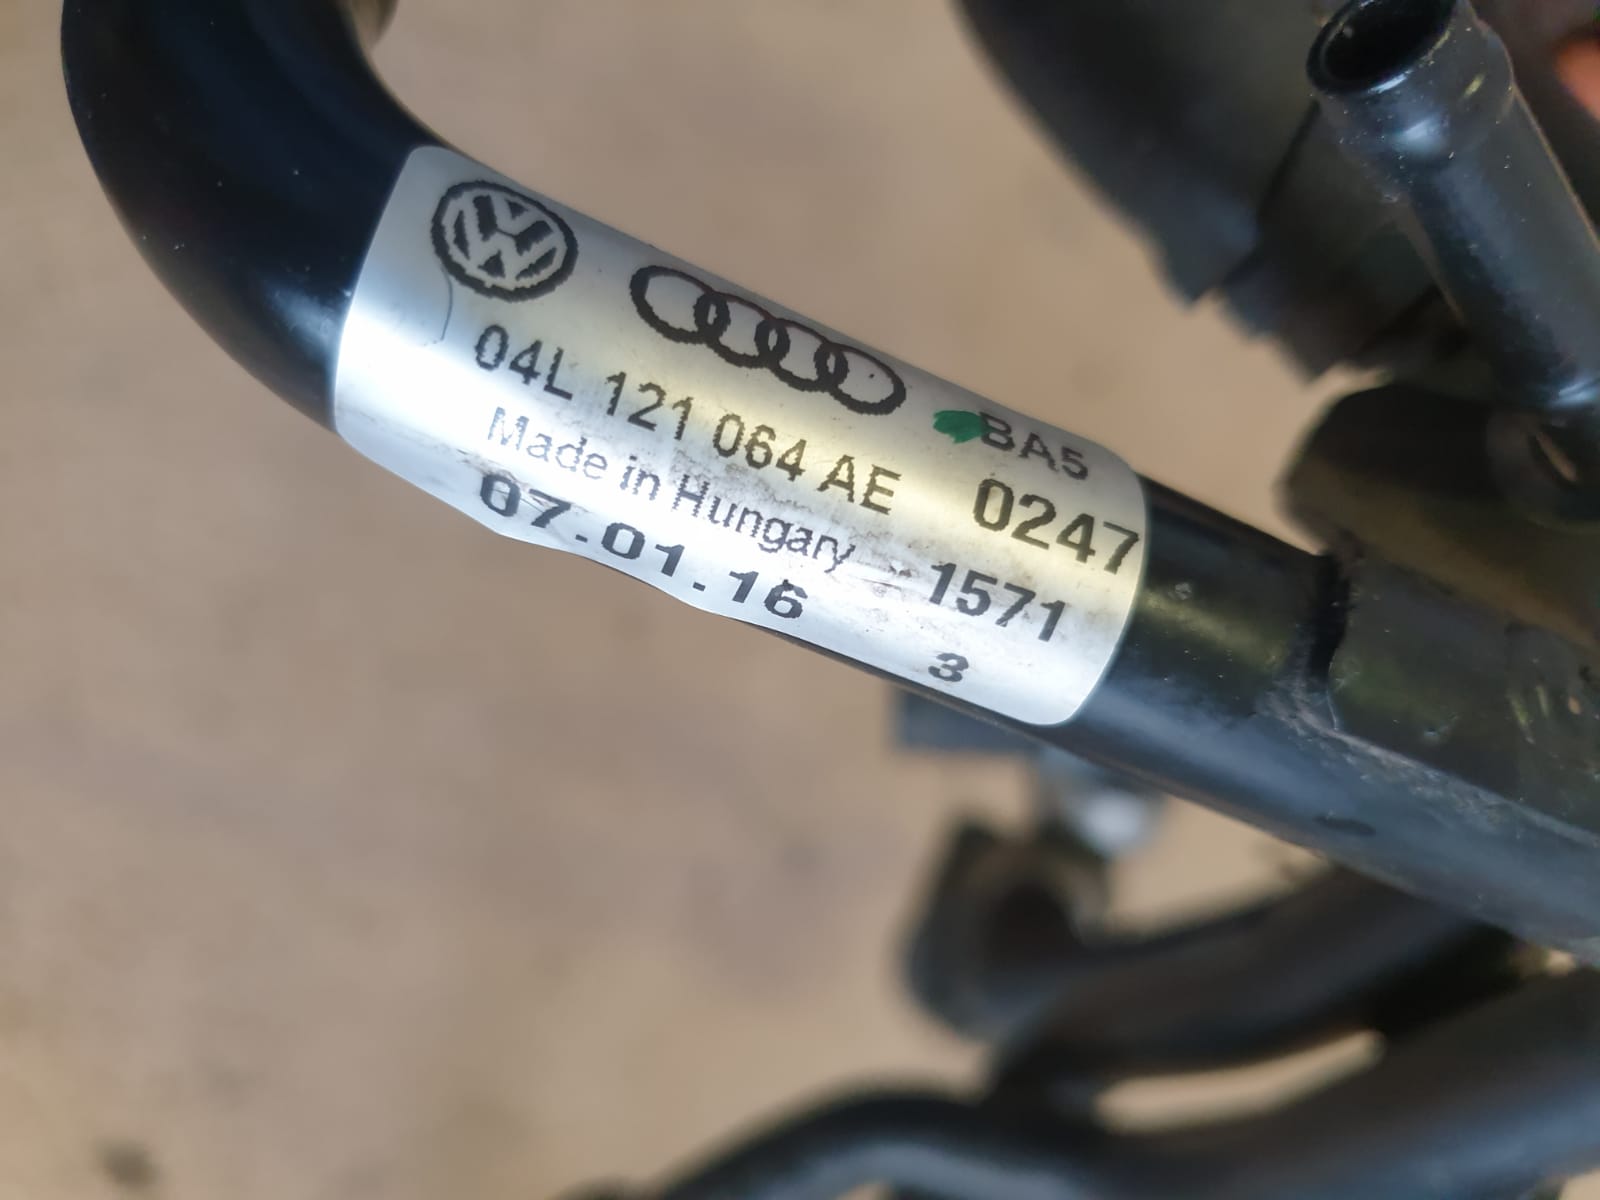 BA5
04L 121 064 AE 0247
Made in Hungary 1571
07.01.16 3